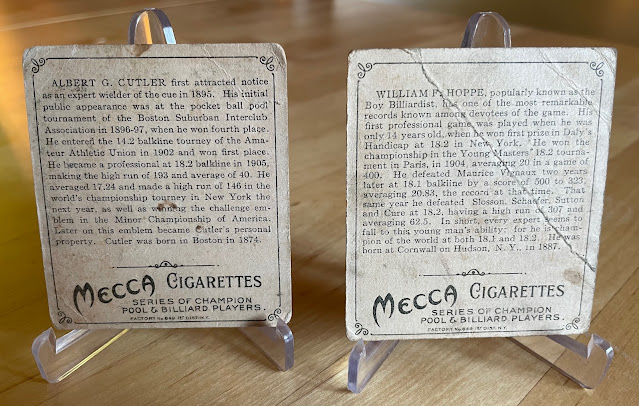 ALBERT G. CUTLER first attracted notice
as an expert wielder of the cue in 1895. His initial
public appearance was at the pocket ball pool
tournament of the Boston Suburban Interclub
Association in 1896-97, when he won fourth place.
He entered the 14.2 balkline tourney of the Ama-
teur Athletic Union in 1902 and won first place.
He became a professional at 18.2 balkline in 1905,
making the high run of 193 and average of 40. He
averaged 17.24 and made a high run of 146 in the
world's championship tourney in New York the
next year, as well as winning the challenge em-
blem in the Minor Championship of America.
Later on this emblem became Cutler's personal
property. Cutler was born in Boston in 1874.
MECCA CIGARETTES
SERIES OF CHAMPION
POOL & BILLIARD PLAYERS.
FACTORY No. 649 1ST DIST. N.Y.
WILLIAM F. HOPPE, popularly known as the
Boy Billiardist, has one of the most remarkable
records known among devotees of the game. His
first professional game was played when he was
only 14 years old, when he won first prize in Daly's
Handicap at 18.2 in New York. He won the
championship in the Young Masters' 18.2 tourna-
ment in Paris, in 1904, averaging 20 in a game of
400. He defeated Maurice Vignaux two years
later at 18.1 balkline by a score of 500 to 323,
averaging 20.83, the record at that time. That
same year he defeated Slosson, Schaefer, Sutton
and Cure at 18.2, having a high run of 307 and
averaging 62.5. In short, every expert seems to
fall to this young man's ability; for he is cham-
pion of the world at both 18.1 and 18.2. He was
born at Cornwall on Hudson, N. Y., in 1887.
MECCA CIGARETTES
SERIES OF CHAMPION
POOL & BILLIARD PLAYERS.
FACTORY No. 649 1ST DIST. N.Y.